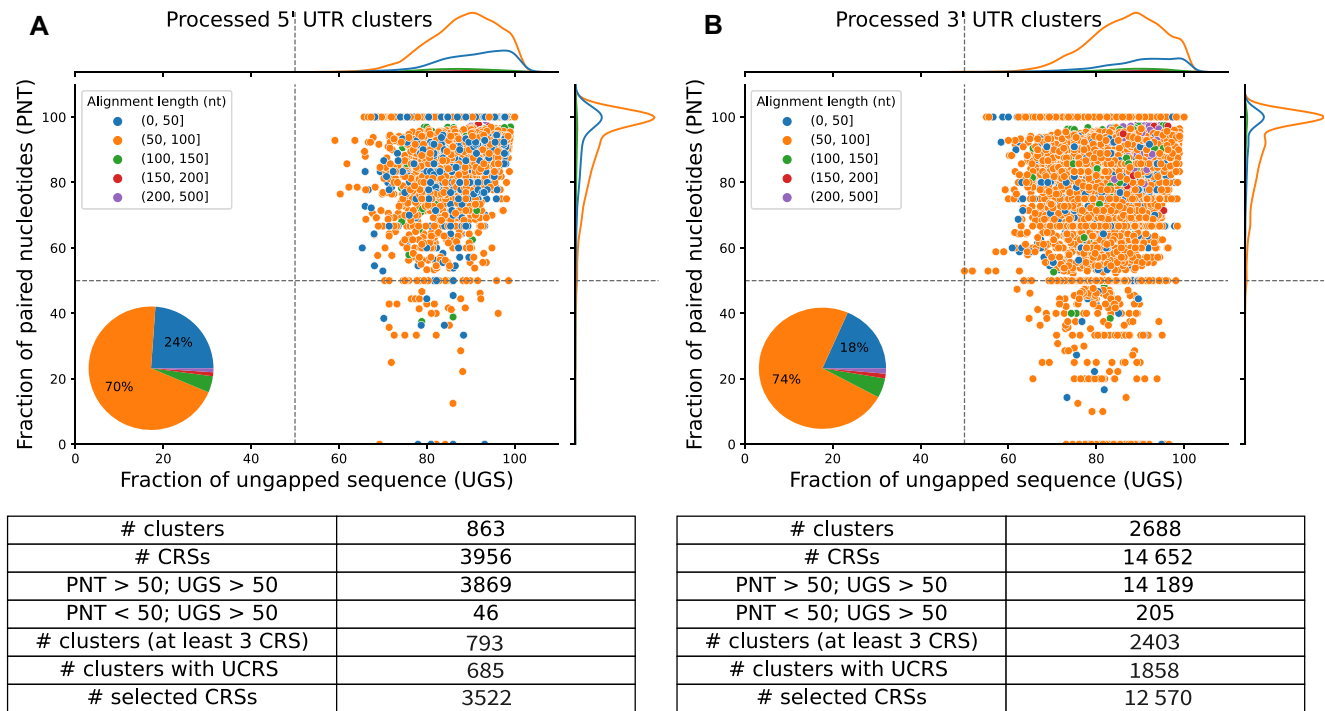 A
Processed 5' UTR clusters
Fraction of paired nucleotides (PNT)
100
80
60
40
20
0
Alignment length (nt)
(0, 50]
(50, 100]
(100, 150]
(150, 200]
(200, 500]
24%
70%
0 20 40 60 80 100
Fraction of ungapped sequence (UGS)
# clusters 863
# CRSs 3956
PNT > 50; UGS > 50 3869
PNT < 50; UGS > 50 46
# clusters (at least 3 CRS) 793
# clusters with UCRS 685
# selected CRSs 3522
B
Processed 3' UTR clusters
Fraction of paired nucleotides (PNT)
100
80
60
40
20
0
Alignment length (nt)
(0, 50]
(50, 100]
(100, 150]
(150, 200]
(200, 500]
18%
74%
0 20 40 60 80 100
Fraction of ungapped sequence (UGS)
# clusters 2688
# CRSs 14 652
PNT > 50; UGS > 50 14 189
PNT < 50; UGS > 50 205
# clusters (at least 3 CRS) 2403
# clusters with UCRS 1858
# selected CRSs 12 570